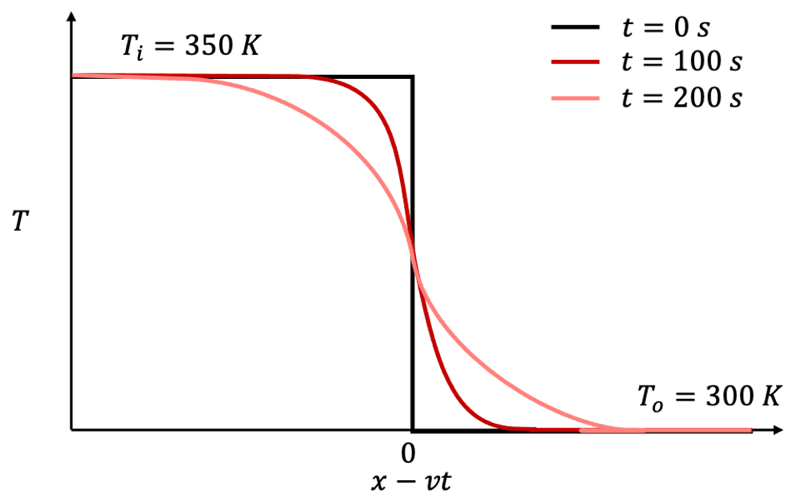 T_i = 350 K
t = 0 s
t = 100 s
t = 200 s
T
T_o = 300 K
0
x − vt